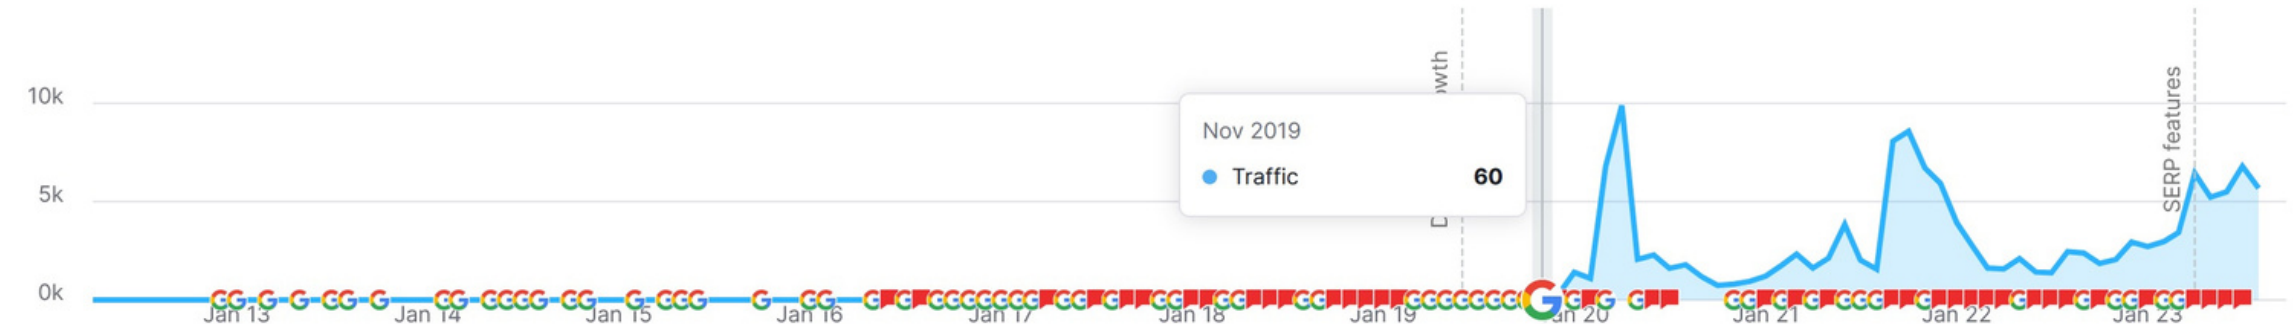 10k
5k
0k
Nov 2019
Traffic 60
SERP features
Jan 13 Jan 14 Jan 15 Jan 16 Jan 17 Jan 18 Jan 19 Jan 21 Jan 22 Jan 23